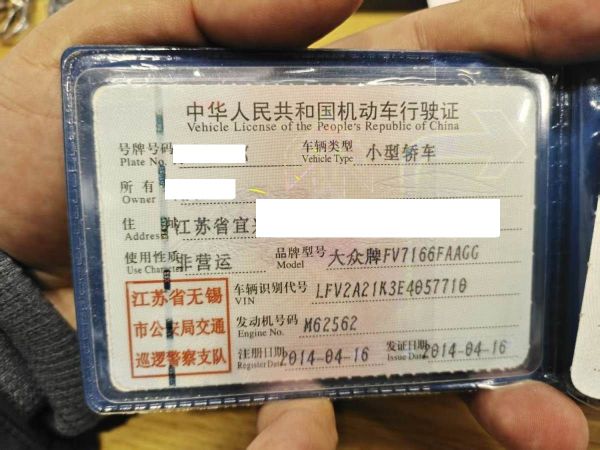 中华人民共和国机动车行驶证
Vehicle License of the People's Republic of China
号牌号码
Plate No.
车辆类型 小型轿车
Vehicle Type
所有
Owner
住 址 江苏省宜兴
Address
使用性质 非营运
Use Character
品牌型号 大众牌FV7166FAAGG
Model
江苏省无锡
市公安局交通
巡逻警察支队
车辆识别代号 LFV2A21K3E4057710
VIN
发动机号码 M62562
Engine No.
注册日期 2014-04-16
Register Date
发证日期 2014-04-16
Issue Date